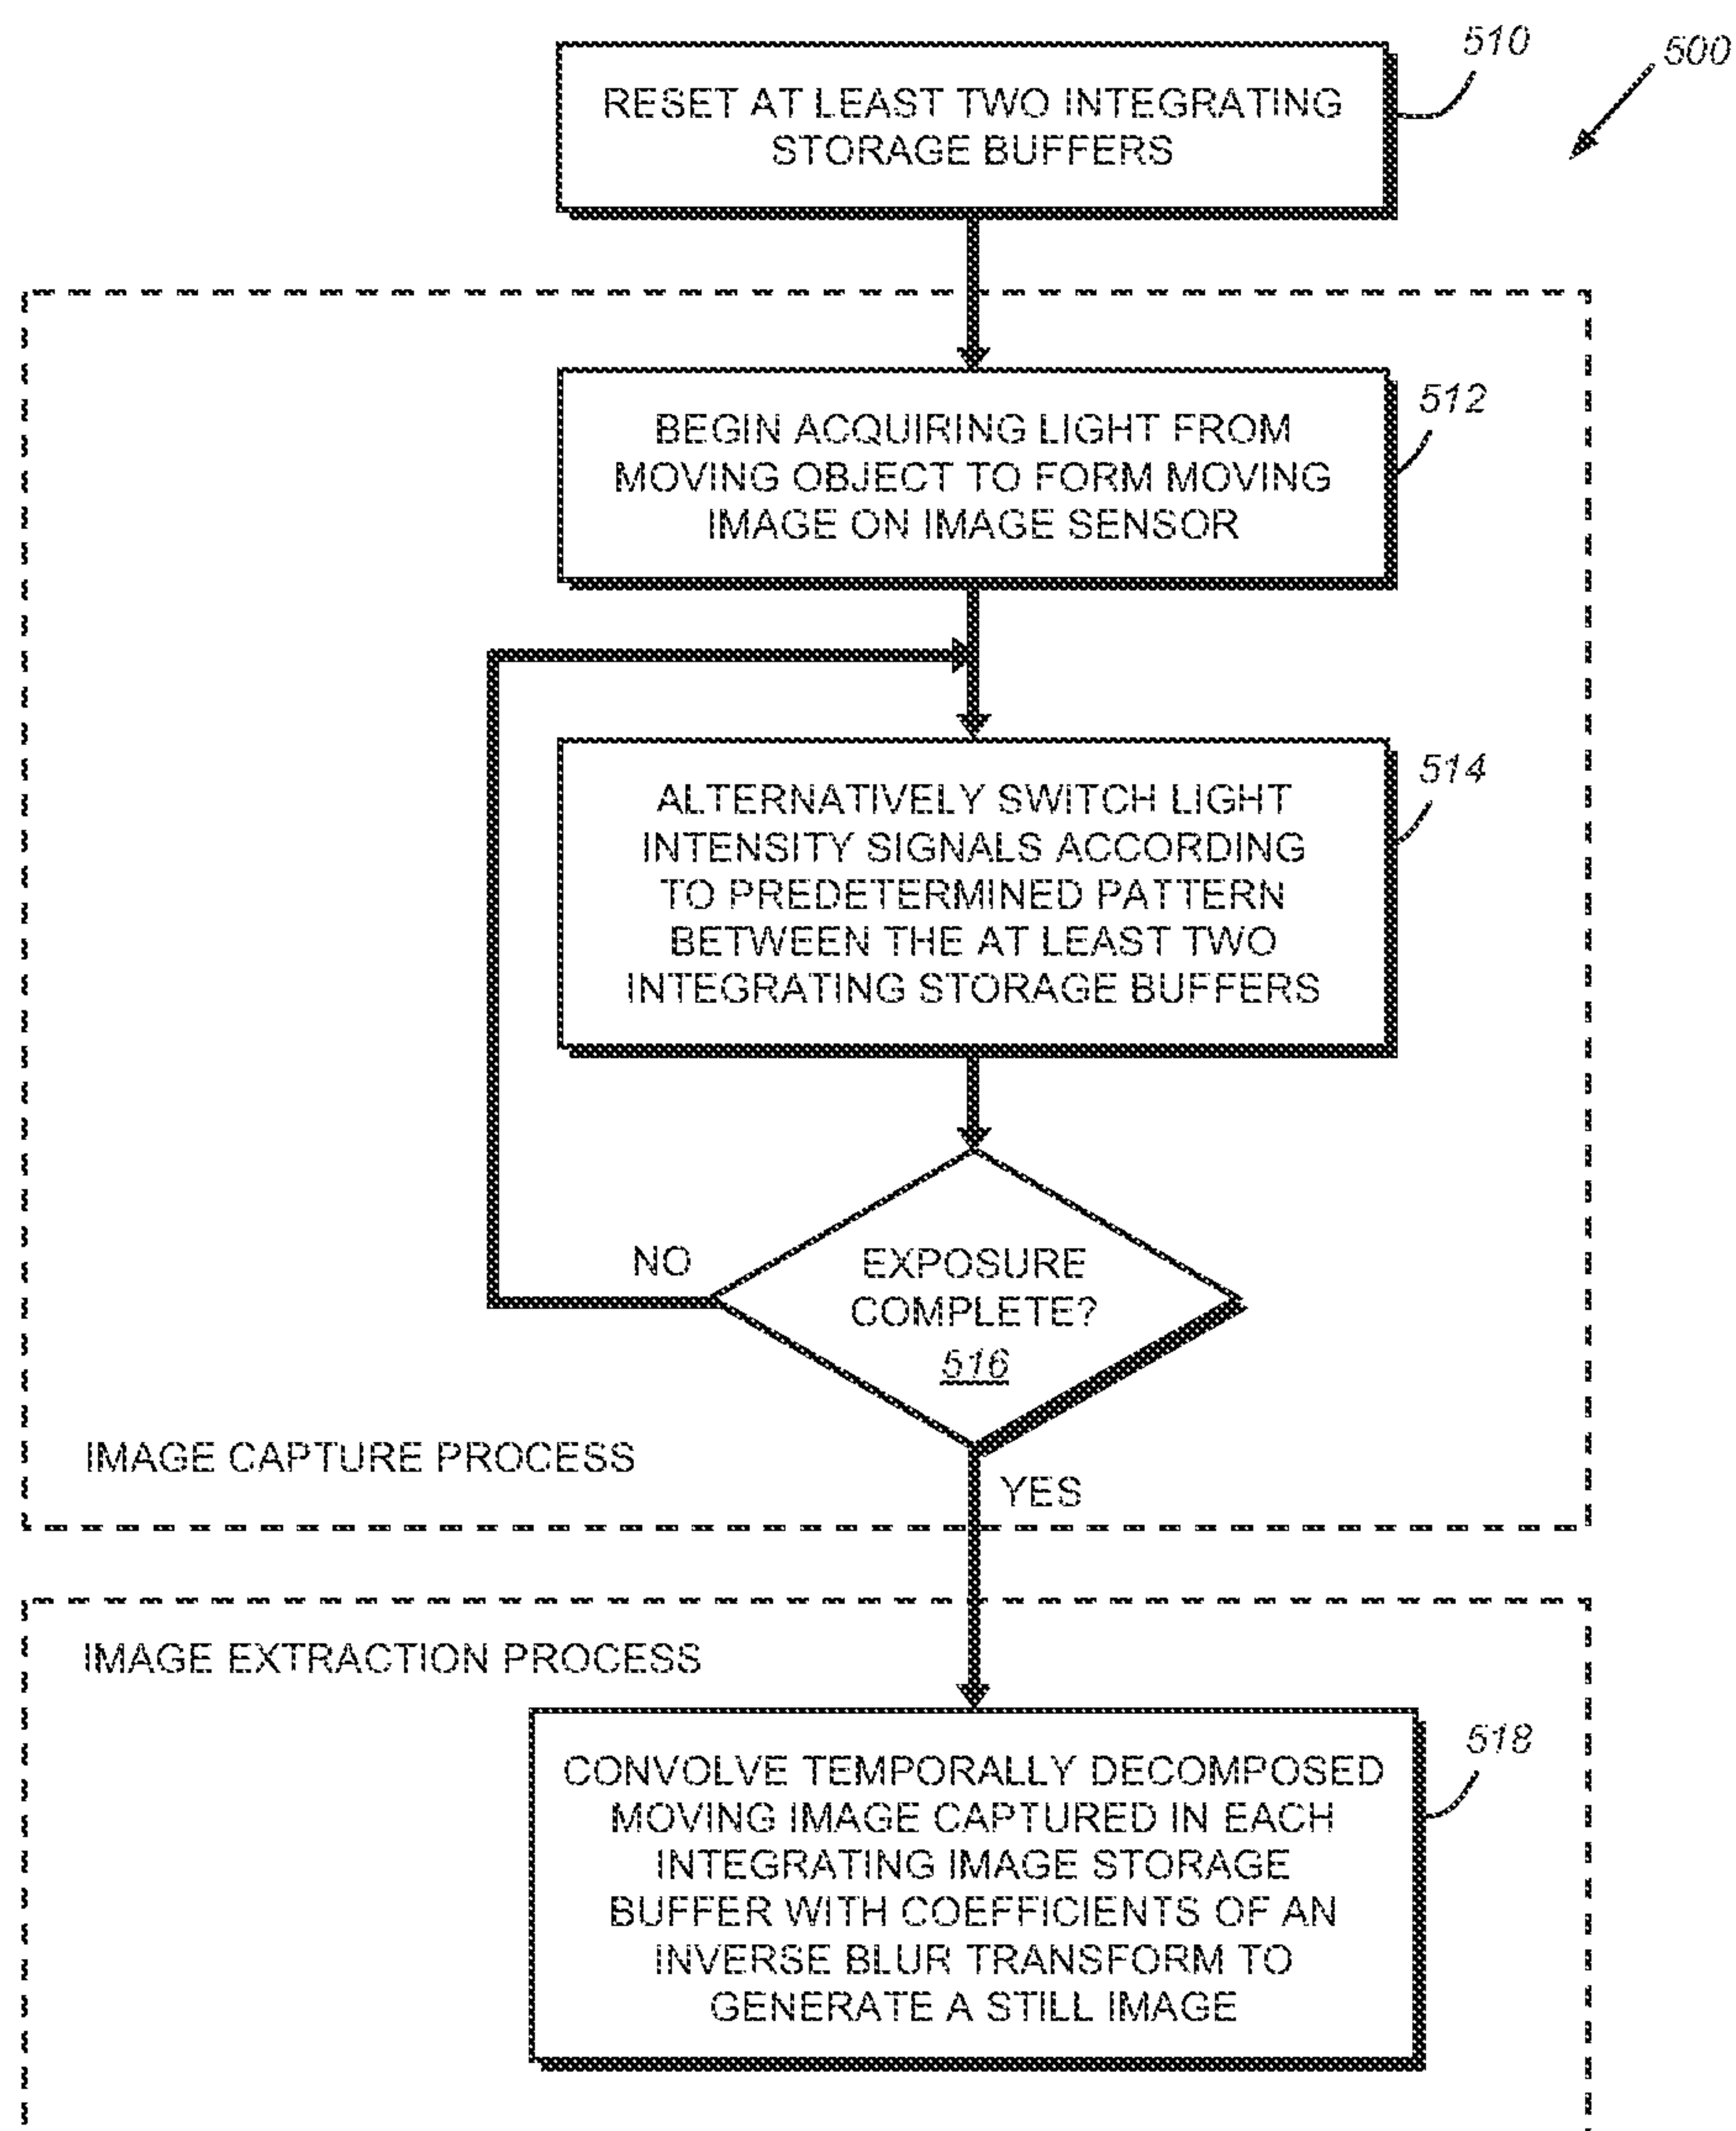 510
500
RESET AT LEAST TWO INTEGRATING
STORAGE BUFFERS
512
BEGIN ACQUIRING LIGHT FROM
MOVING OBJECT TO FORM MOVING
IMAGE ON IMAGE SENSOR
514
ALTERNATIVELY SWITCH LIGHT
INTENSITY SIGNALS ACCORDING
TO PREDETERMINED PATTERN
BETWEEN THE AT LEAST TWO
INTEGRATING STORAGE BUFFERS
NO
EXPOSURE
COMPLETE?
516
IMAGE CAPTURE PROCESS
YES
IMAGE EXTRACTION PROCESS
518
CONVOLVE TEMPORALLY DECOMPOSED
MOVING IMAGE CAPTURED IN EACH
INTEGRATING IMAGE STORAGE
BUFFER WITH COEFFICIENTS OF AN
INVERSE BLUR TRANSFORM TO
GENERATE A STILL IMAGE